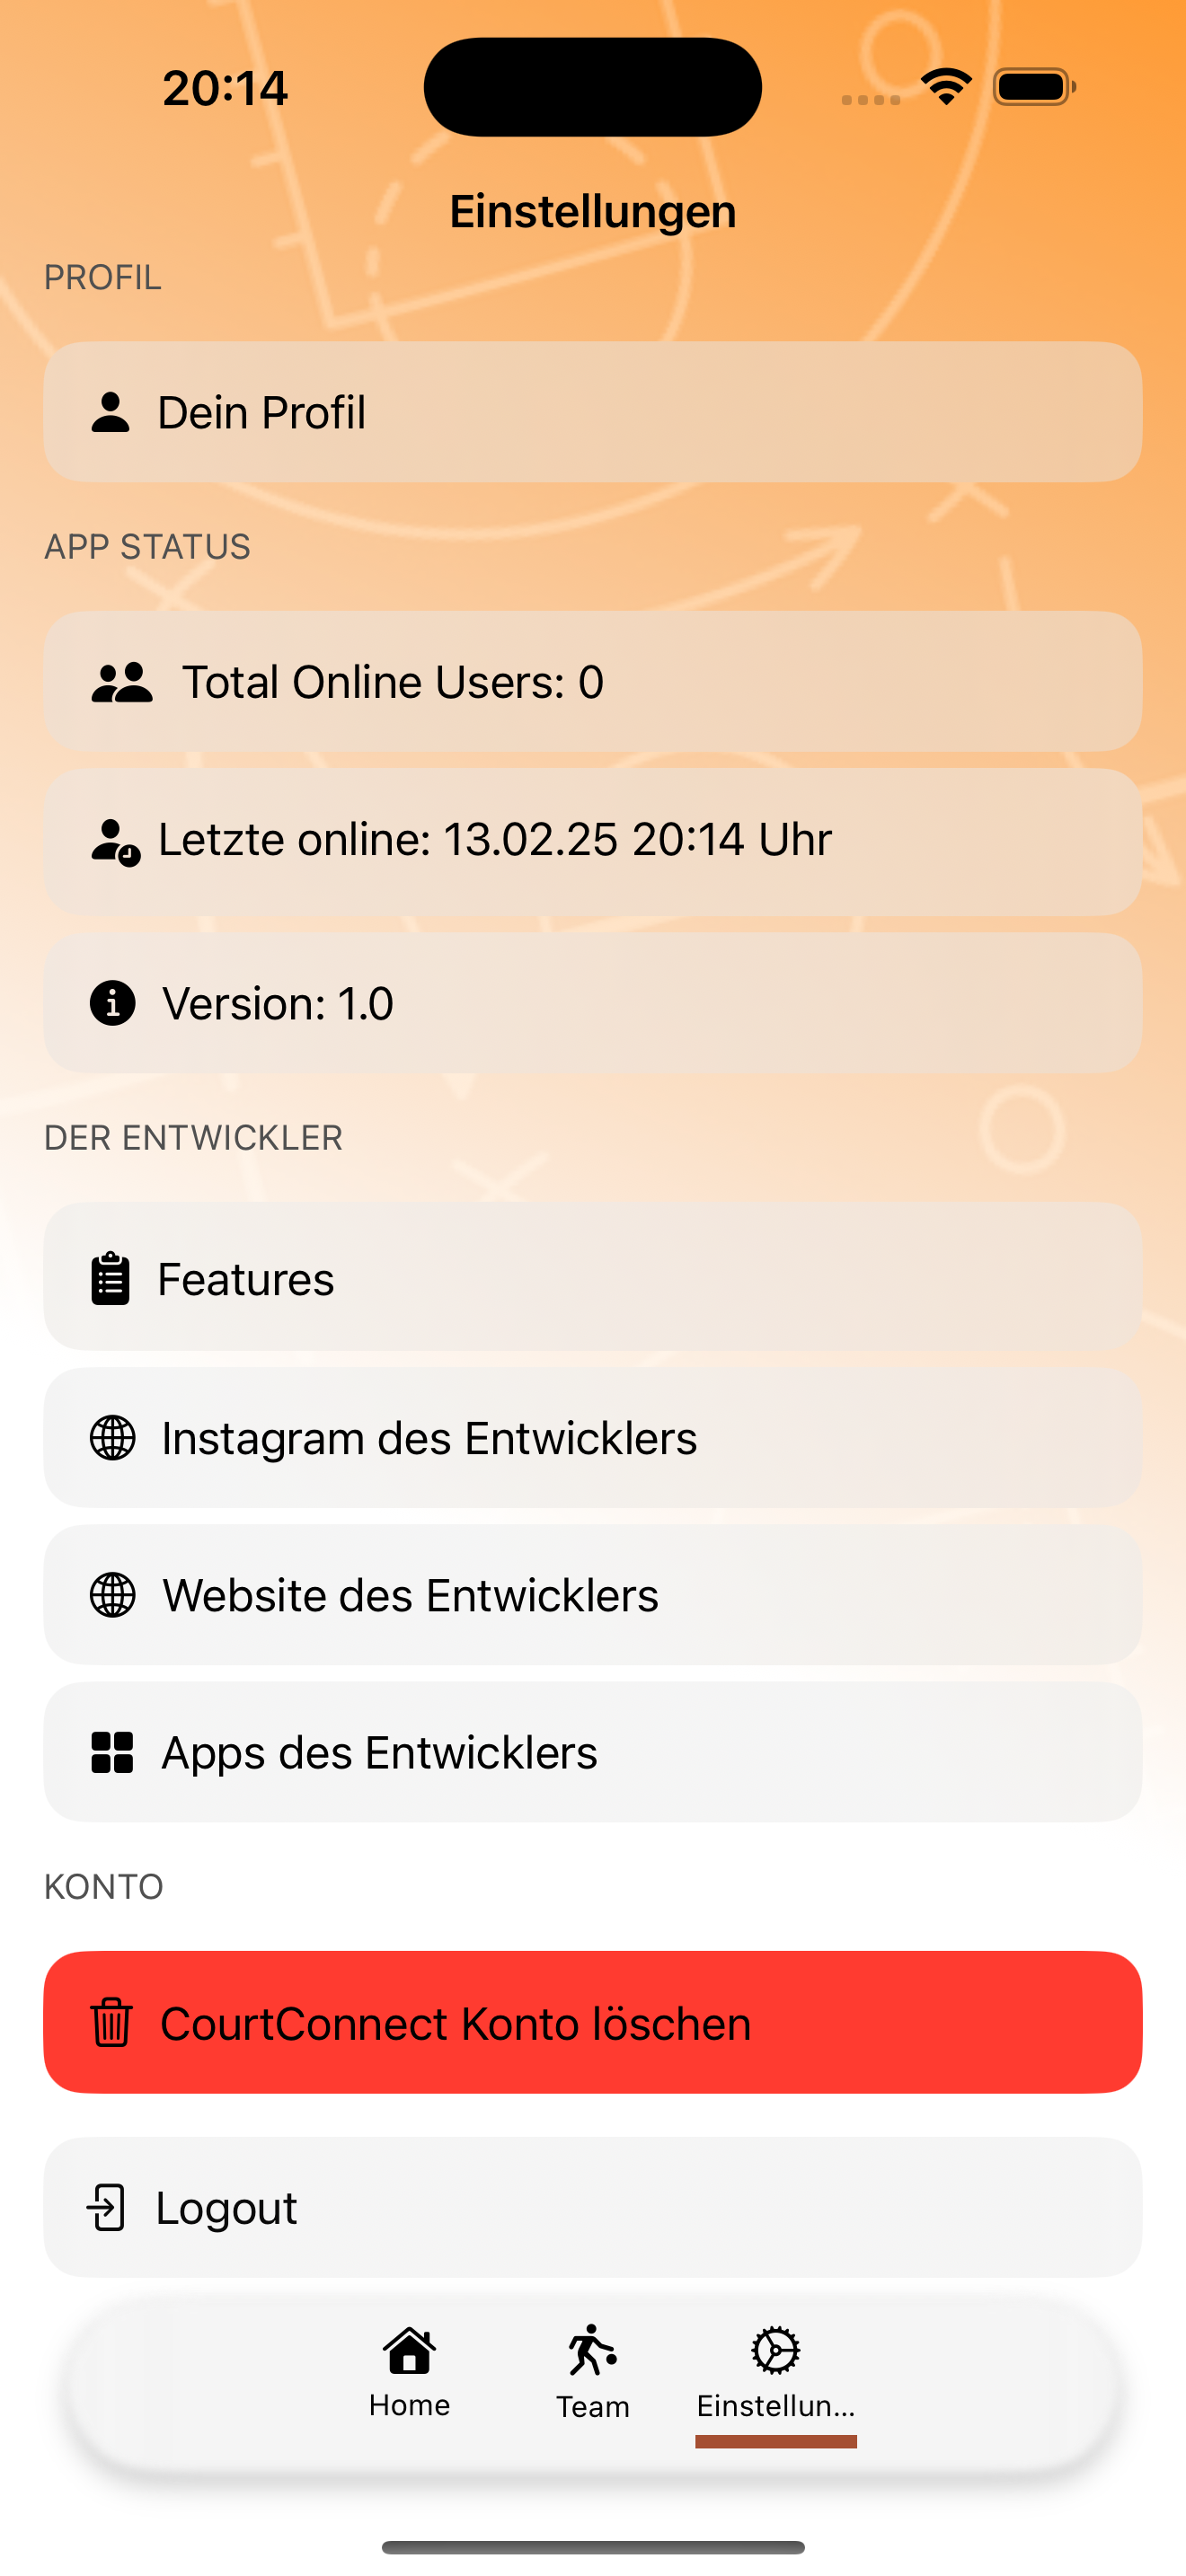 20:14
Einstellungen
PROFIL
Dein Profil
APP STATUS
Total Online Users: 0
Letzte online: 13.02.25 20:14 Uhr
Version: 1.0
DER ENTWICKLER
Features
Instagram des Entwicklers
Website des Entwicklers
Apps des Entwicklers
KONTO
CourtConnect Konto löschen
Logout
Home Team Einstellun...